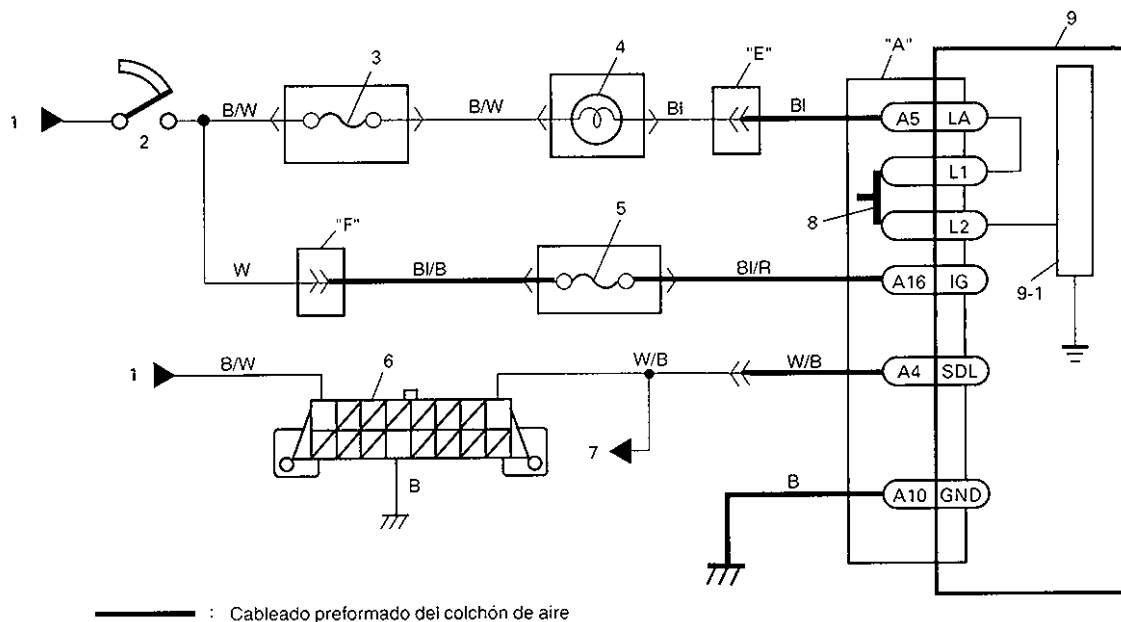 9
"A"
3
4
"E"
1
2
B/W
B/W
Bl
Bl
A5 LA
L1
8
L2
"F"
5
W
Bl/B
Bl/R
A16 IG
9-1
1
B/W
6
W/B
W/B
A4 SDL
7
B
B
A10 GND
: Cableado preformado del colchón de aire